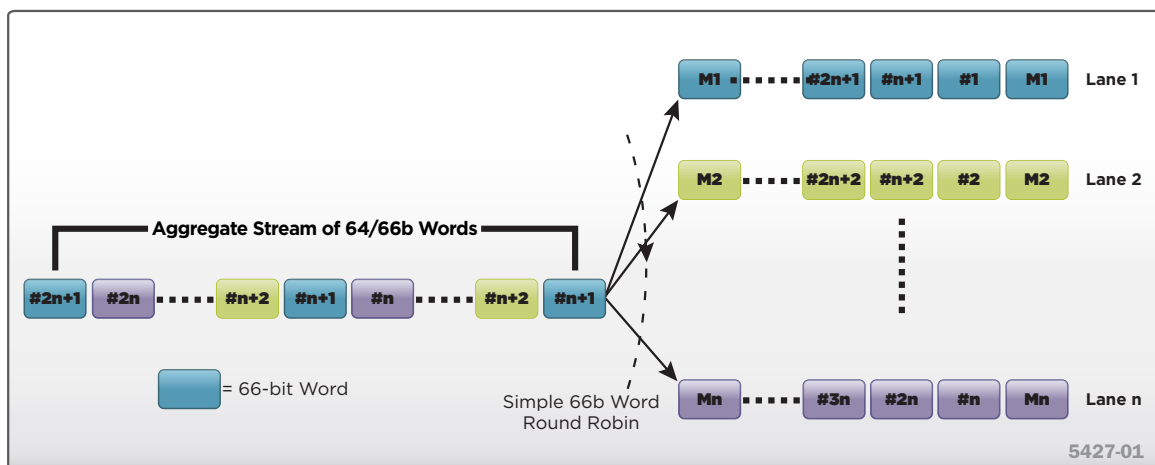 M1 #2n+1 #n+1 #1 M1 Lane 1
M2 #2n+2 #n+2 #2 M2 Lane 2
Aggregate Stream of 64/66b Words
#2n+1 #2n #n+2 #n+1 #n #n+2 #n+1
= 66-bit Word
Simple 66b Word
Round Robin
Mn #3n #2n #n Mn Lane n
5427-01